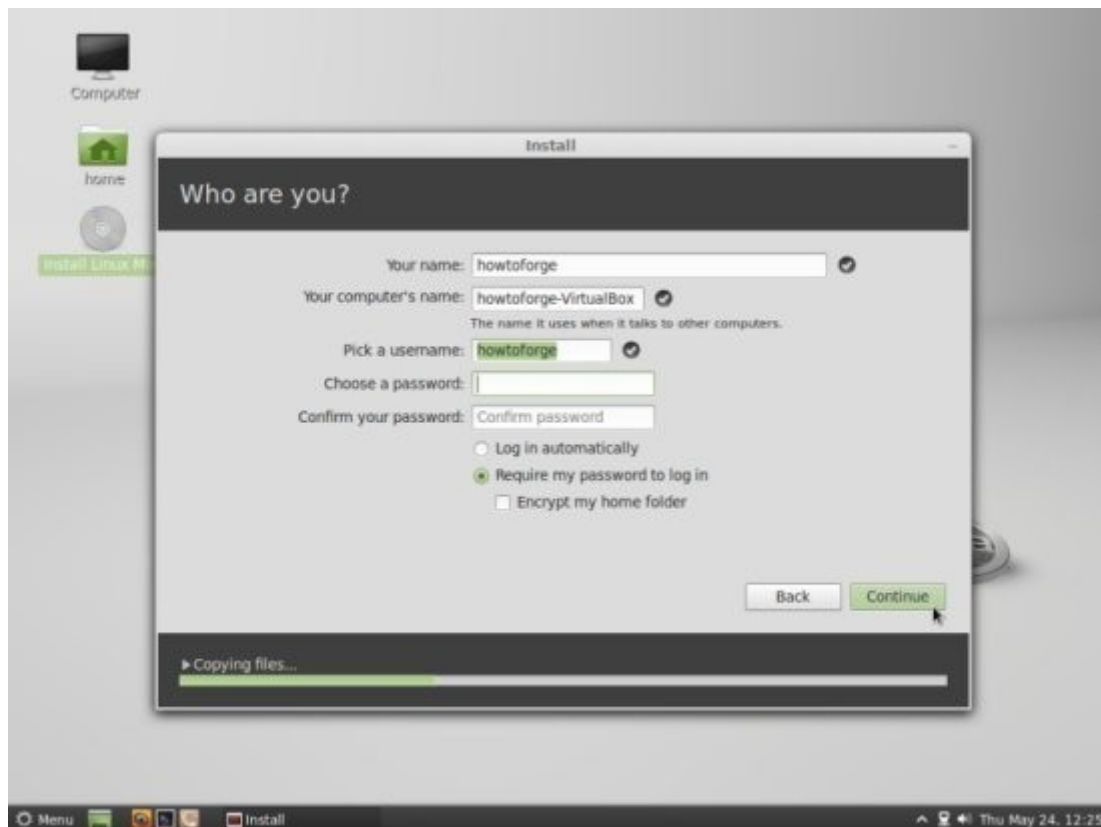 Computer
home
Install Linux M
Install
Who are you?
Your name: howtoforge
Your computer's name: howtoforge-VirtualBox
The name it uses when it talks to other computers.
Pick a username: howtoforge
Choose a password:
Confirm your password: Confirm password
Log in automatically
Require my password to log in
Encrypt my home folder
Back Continue
Copying files...
Menu Install Thu May 24, 12:25